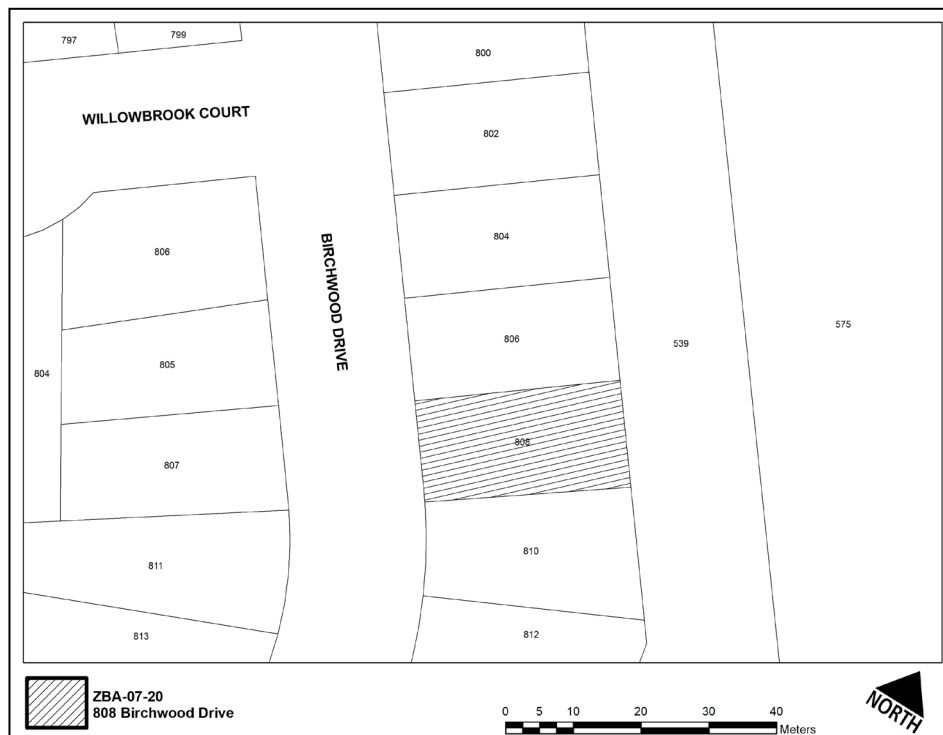 797
799
800
WILLOWBROOK COURT
802
806
804
BIRCHWOOD DRIVE
806
539
575
804
805
808
807
810
811
812
813
ZBA-07-20
808 Birchwood Drive
0 5 10 20 30 40
Meters
NORTH